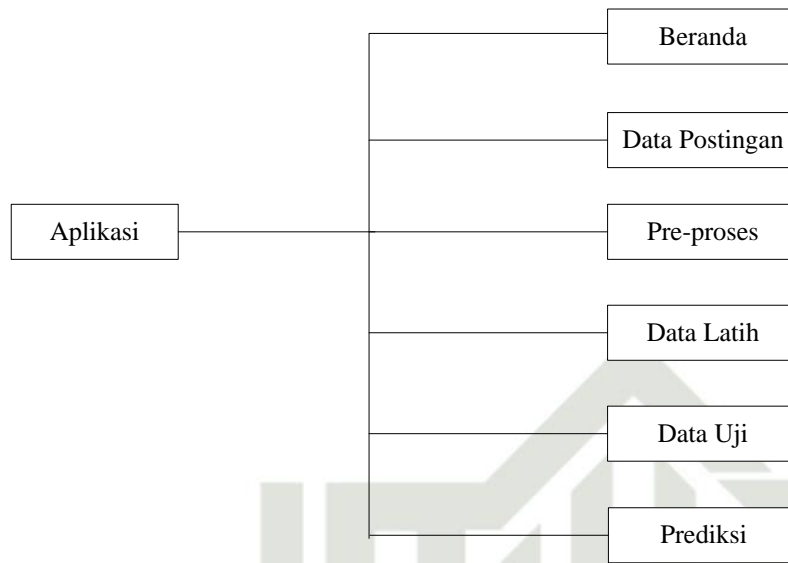 Beranda
Data Postingan
Aplikasi
Pre-proses
Data Latih
Data Uji
Prediksi